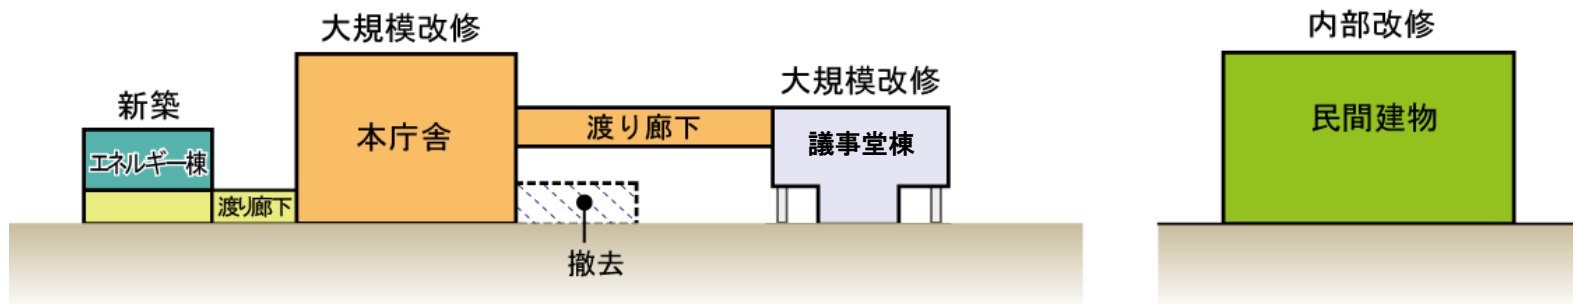 新築
エネルギー棟
渡り廊下
大規模改修
本庁舎
渡り廊下
撤去
大規模改修
議事堂棟
内部改修
民間建物